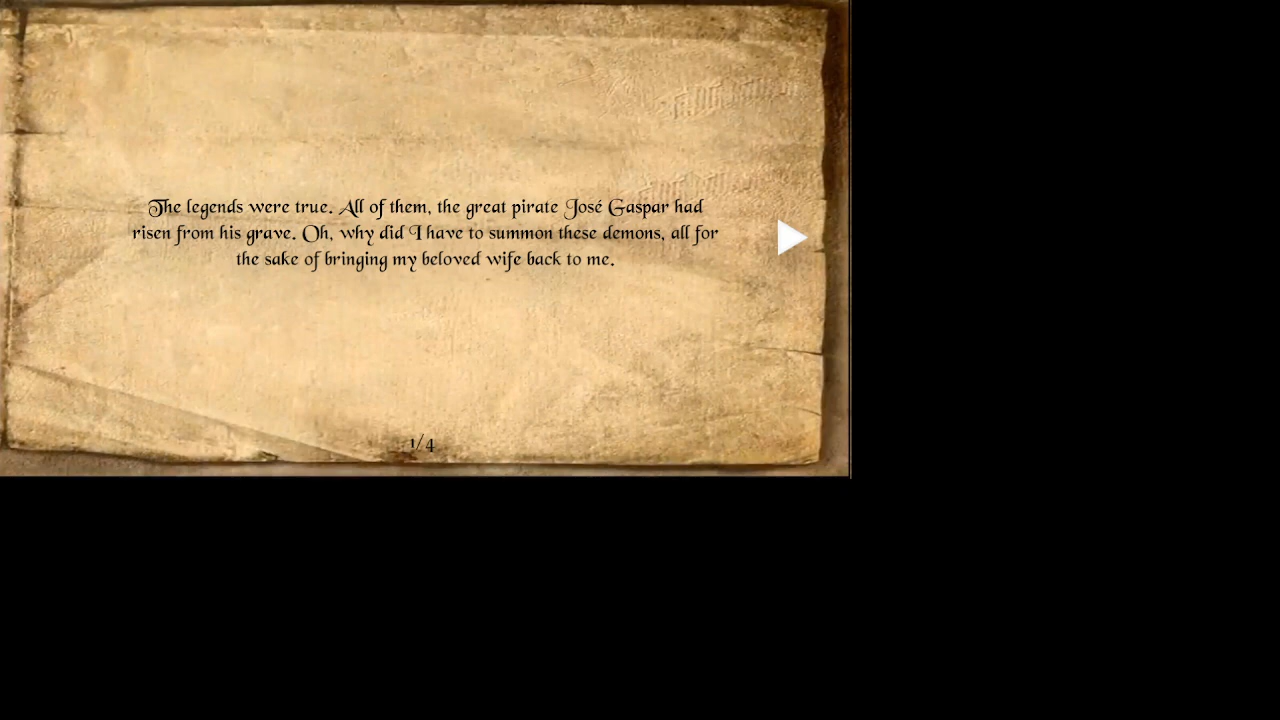 The legends were true. All of them, the great pirate José Gaspar had
risen from his grave. Oh, why did I have to summon these demons, all for
the sake of bringing my beloved wife back to me.
1/4